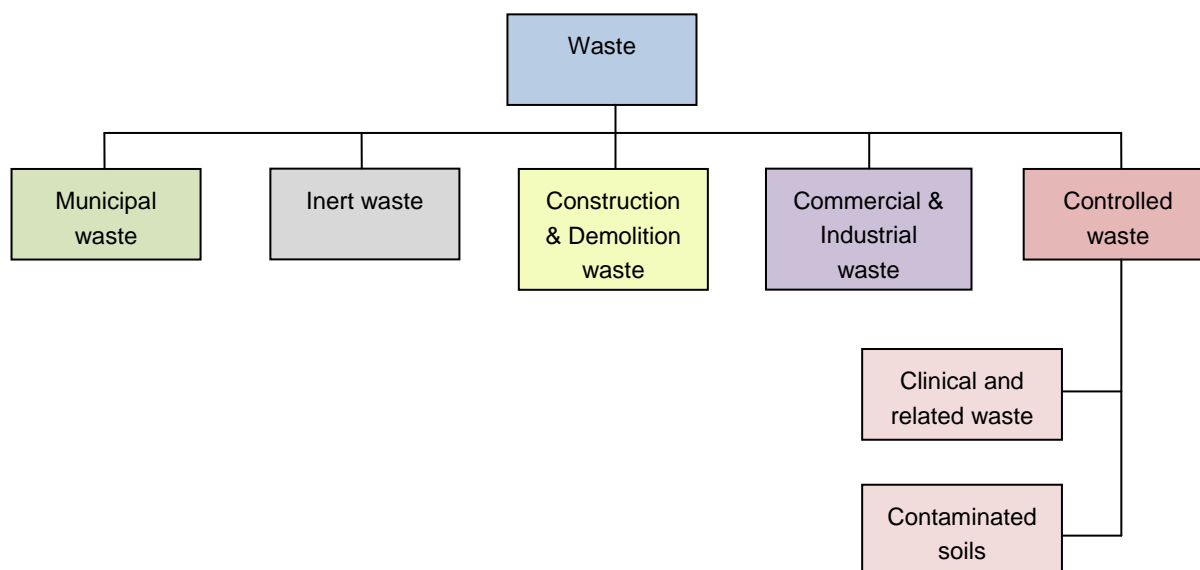 Waste
Municipal
waste
Inert waste
Construction
& Demolition
waste
Commercial &
Industrial
waste
Controlled
waste
Clinical and
related waste
Contaminated
soils